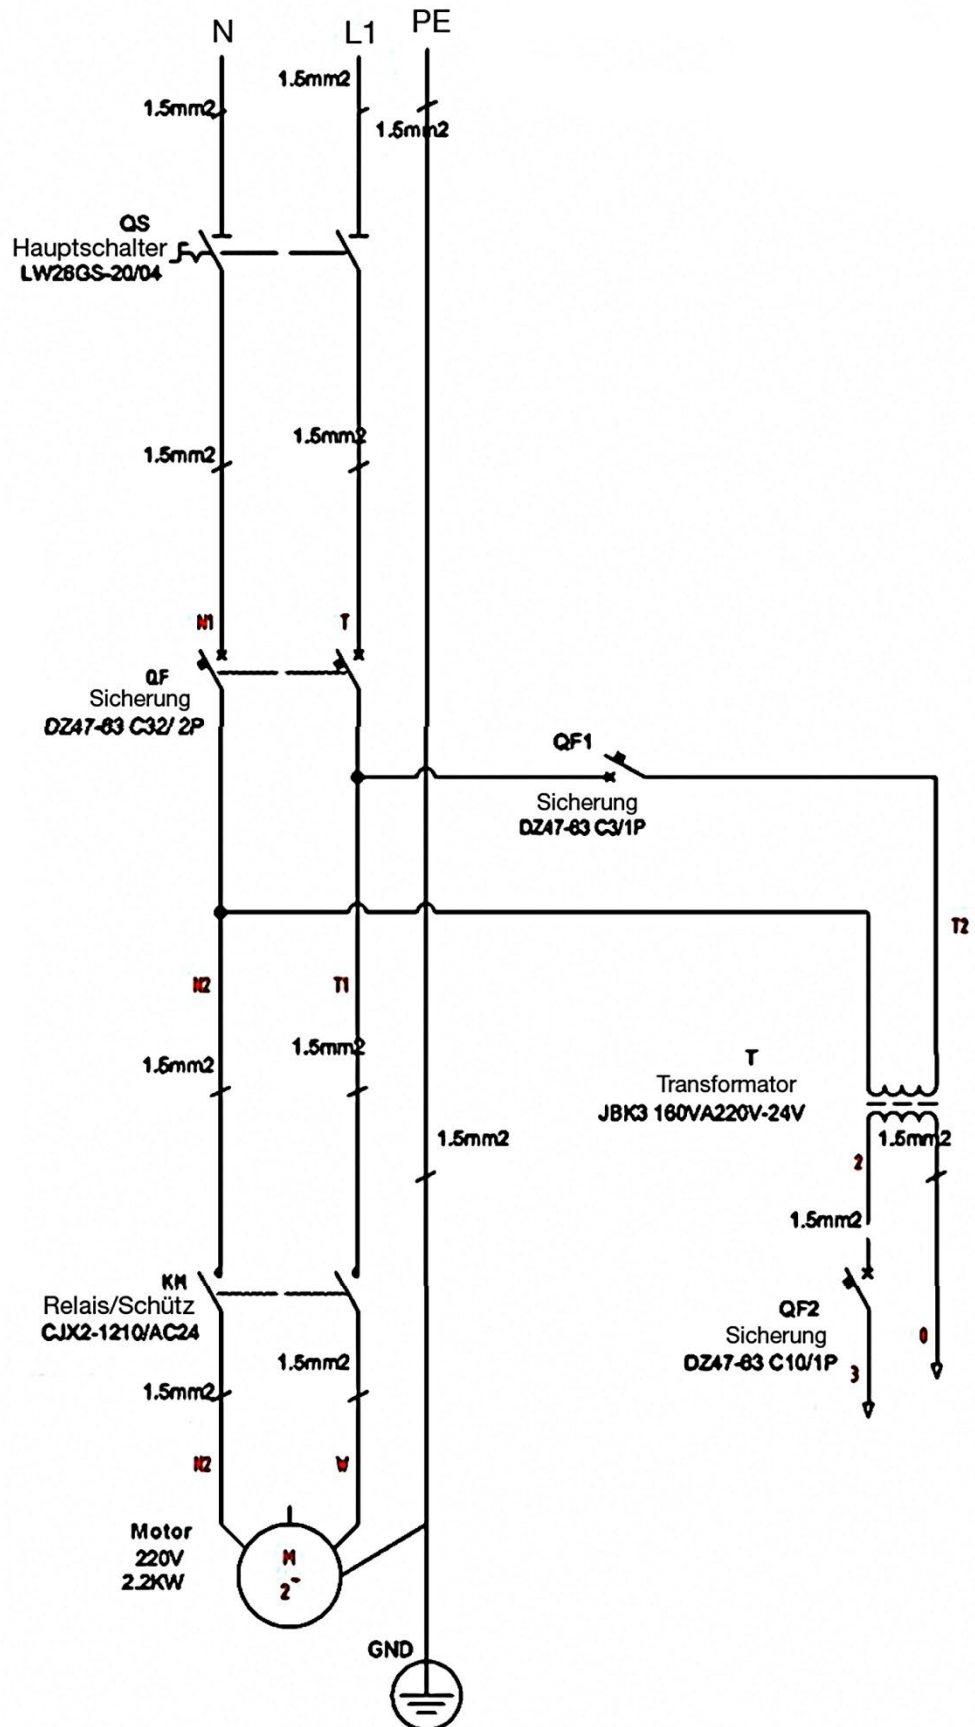 N
L1
PE
1.5mm2
1.5mm2
1.5mm2
QS
Hauptschalter
LW26GS-20/04
1.5mm2
1.5mm2
N1
T
QF
Sicherung
DZ47-63 C32/ 2P
QF1
Sicherung
DZ47-63 C3/1P
T2
N2
T1
1.5mm2
1.5mm2
T
Transformator
JBK3 160VA220V-24V
1.5mm2
1.5mm2
2
1.5mm2
KM
Relais/Schütz
CJX2-1210/AC24
QF2
Sicherung
DZ47-63 C10/1P
0
3
1.5mm2
1.5mm2
N2
W
Motor
220V
2.2KW
M
2~
GND